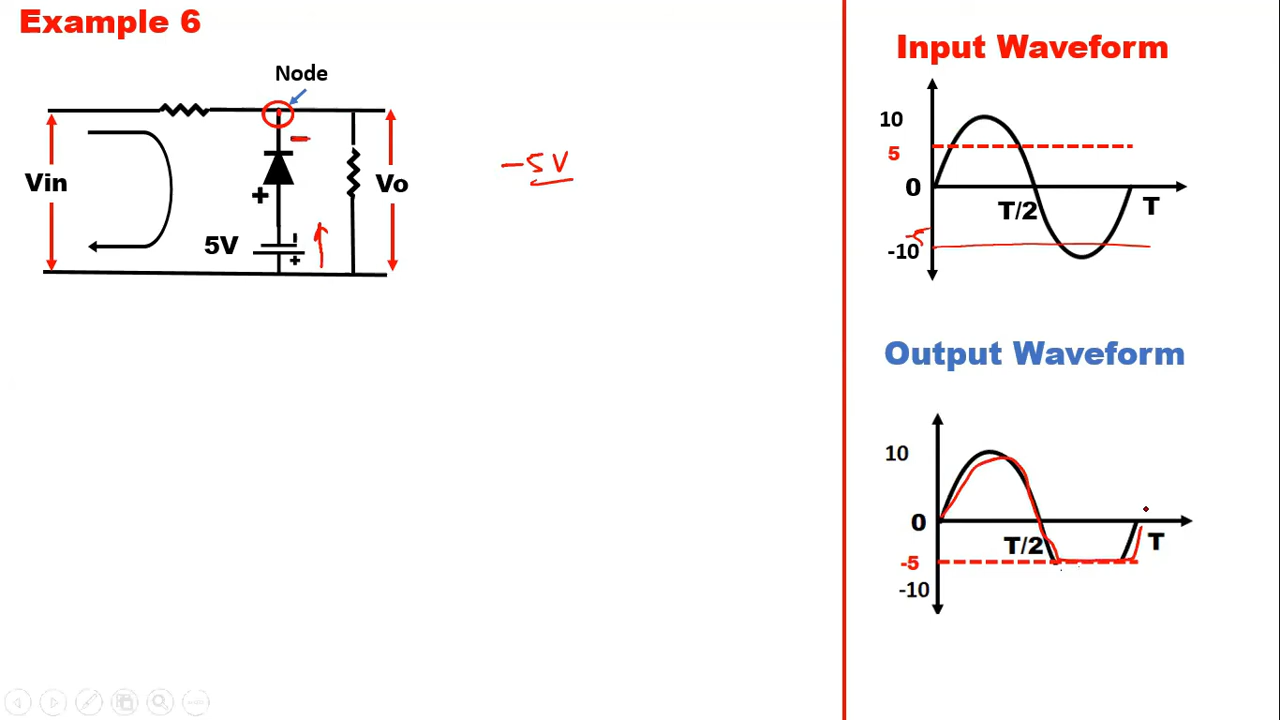 Example 6
Node
Vin
+
−
5V
-
+
Vo
−5V
Input Waveform
10
5
0
T/2
T
-5
-10
Output Waveform
10
0
T/2
T
-5
-10